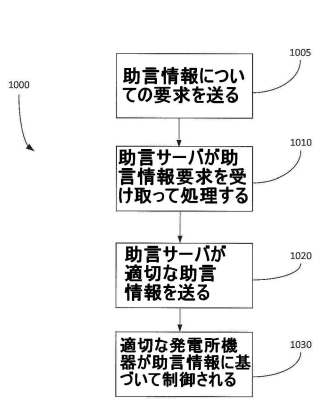 1000
1005
助言情報につい
ての要求を送る
1010
助言サーバが助
言情報要求を受
け取って処理する
1020
助言サーバが
適切な助言
情報を送る
1030
適切な発電所機
器が助言情報に基
づいて制御される